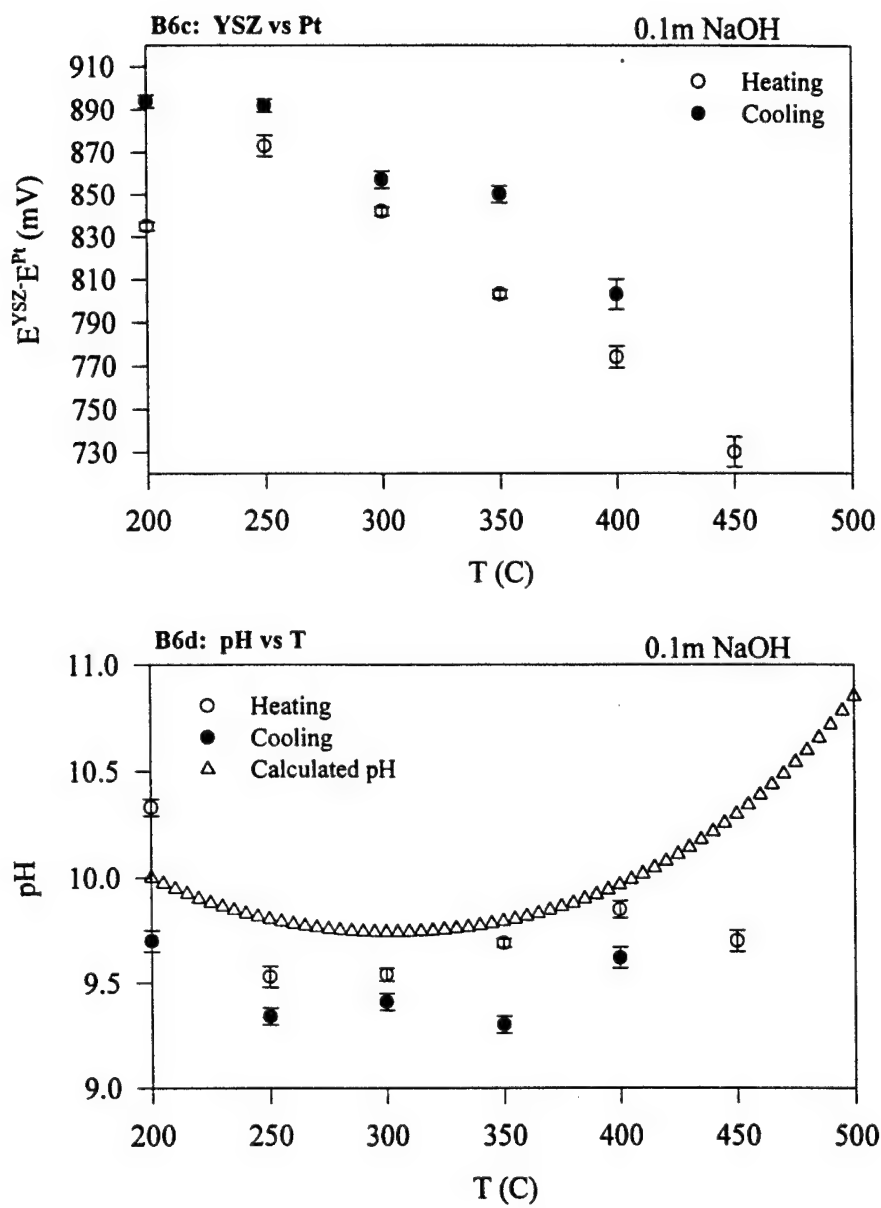 B6c: YSZ vs Pt 0.1m NaOH
Heating
Cooling
910
890
870
850
830
810
790
770
750
730
E^YSZ-E^Pt (mV)
200 250 300 350 400 450 500
T (C)
B6d: pH vs T 0.1m NaOH
Heating
Cooling
Calculated pH
11.0
10.5
10.0
9.5
9.0
pH
200 250 300 350 400 450 500
T (C)